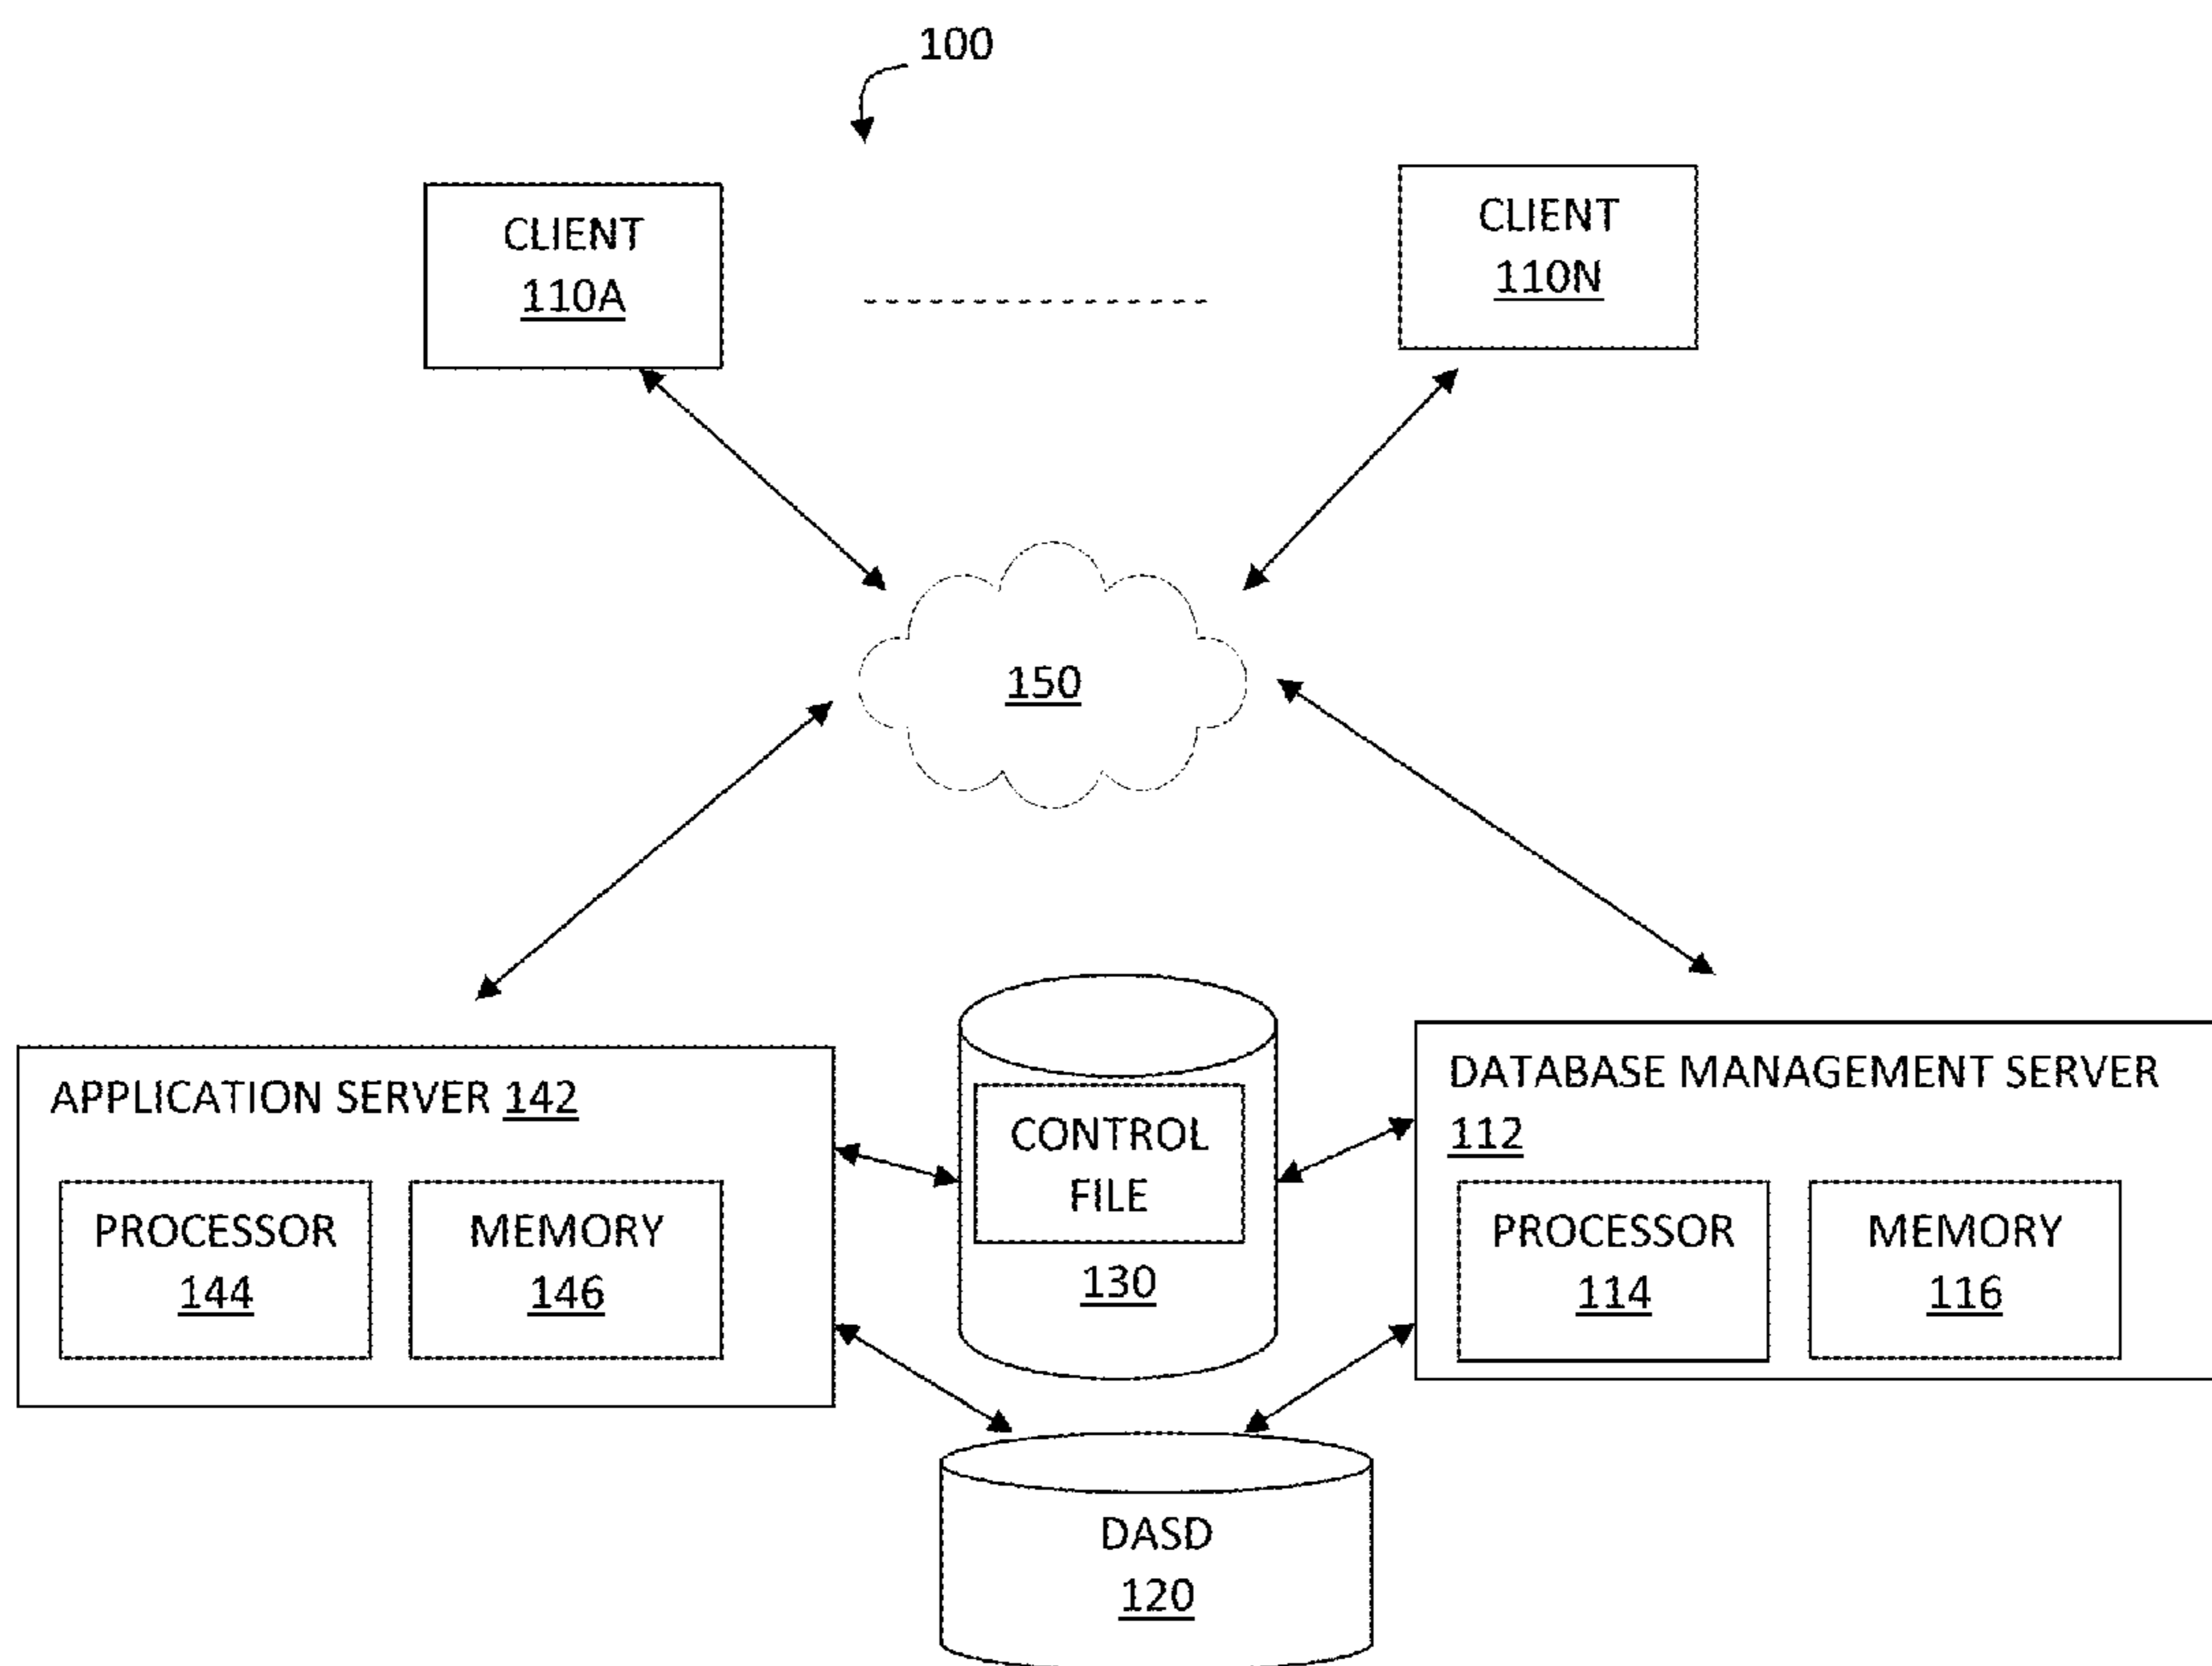 100
CLIENT
110A
CLIENT
110N
150
APPLICATION SERVER 142
PROCESSOR
144
MEMORY
146
CONTROL
FILE
130
DATABASE MANAGEMENT SERVER
112
PROCESSOR
114
MEMORY
116
DASD
120